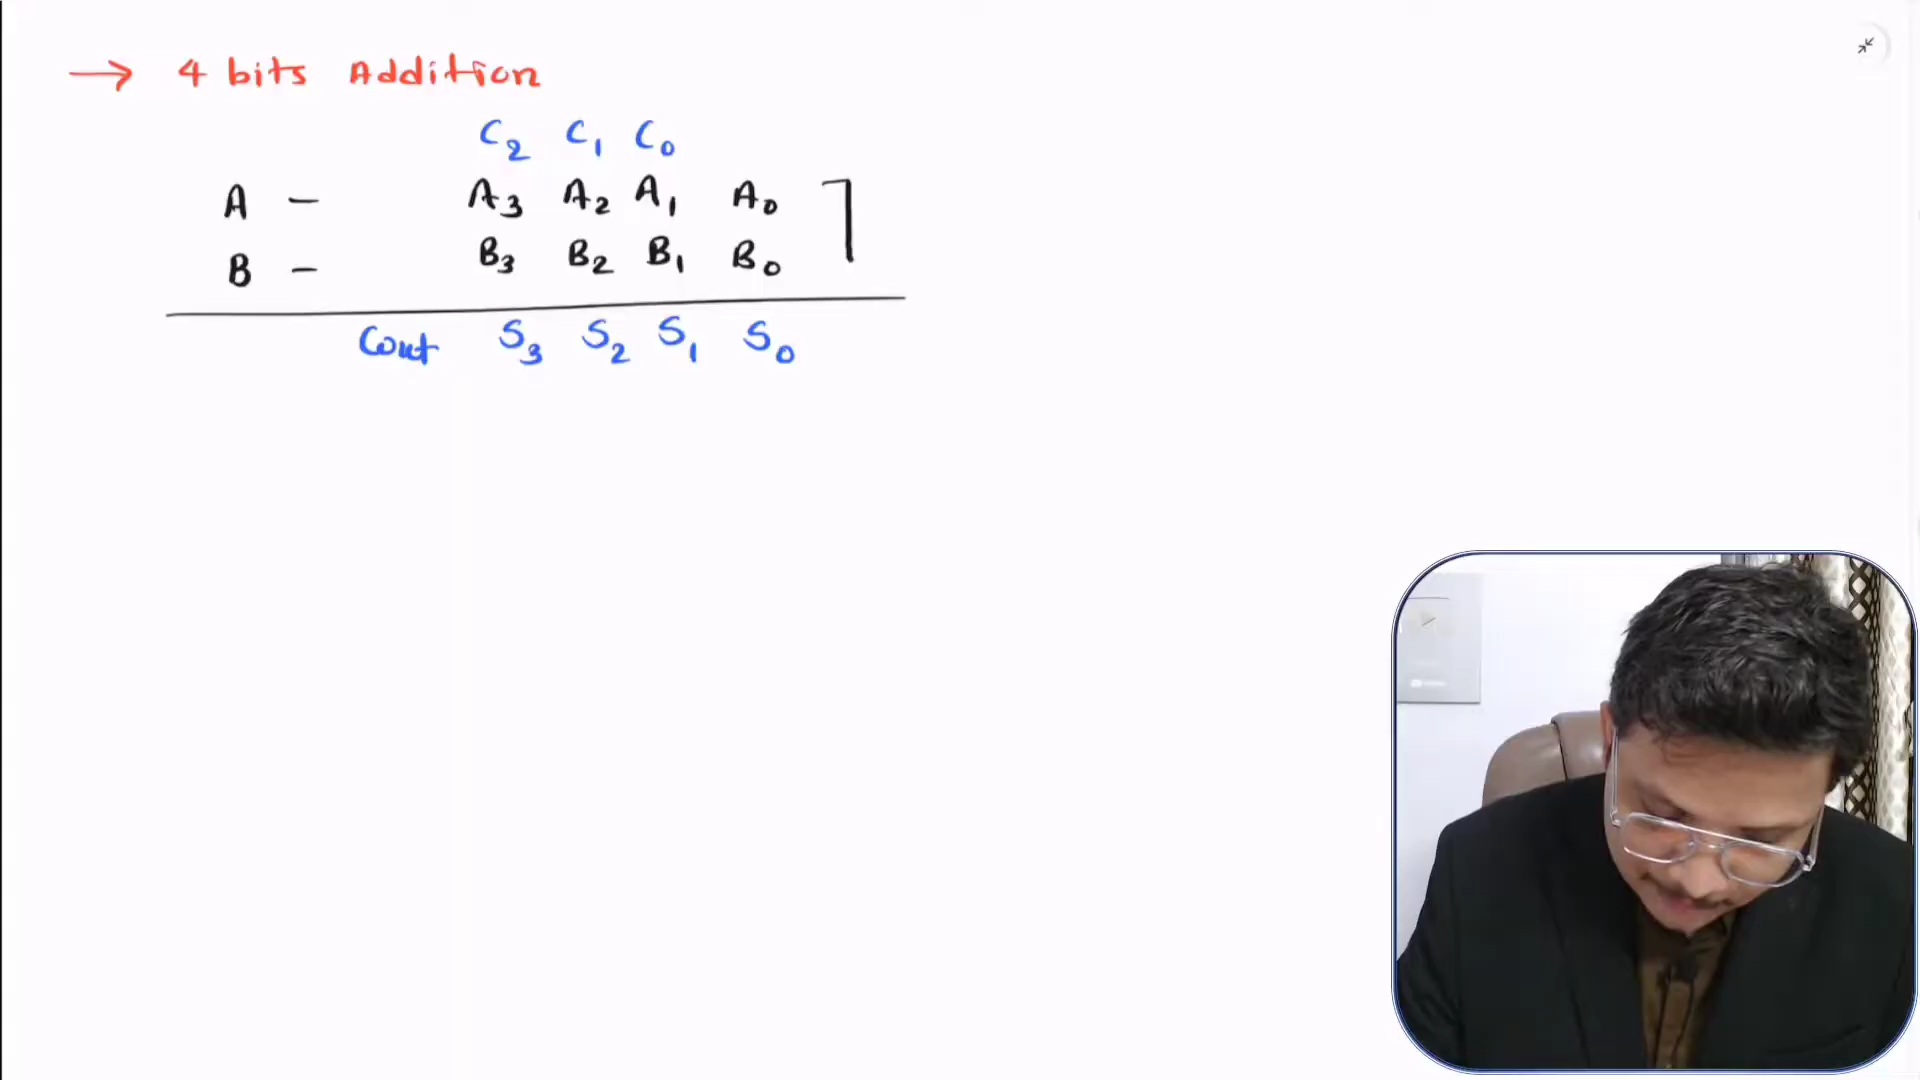 → 4 bits Addition
C₂ C₁ C₀
A - A₃ A₂ A₁ A₀
B - B₃ B₂ B₁ B₀
Cout S₃ S₂ S₁ S₀